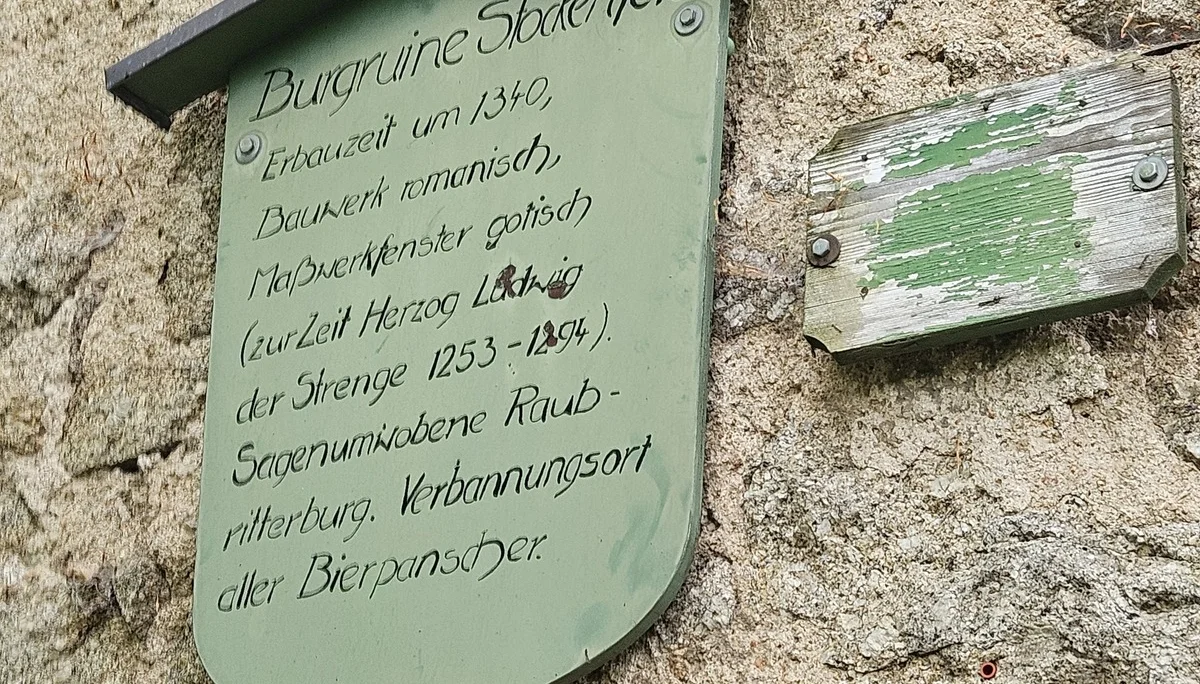 Burgruine Stockenfels
Erbauzeit um 1340,
Bauwerk romanisch,
Maßwerkfenster gotisch
(zur Zeit Herzog Ludwig
der Strenge 1253-1294).
Sagenumwobene Raub-
ritterburg. Verbannungsort
aller Bierpanscher.